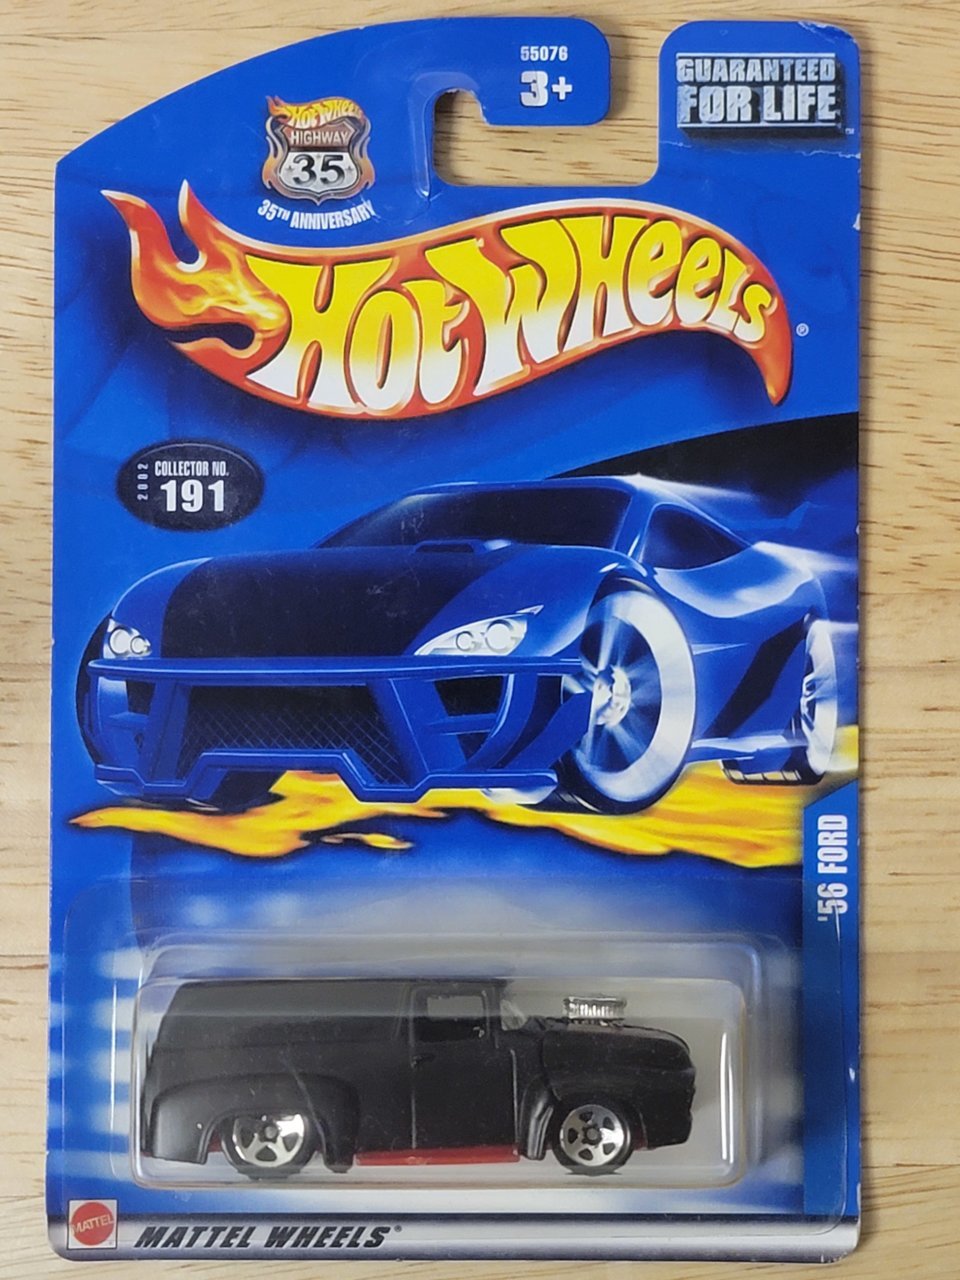 55076
3+
GUARANTEED
FOR LIFE
HOT WHEELS
HIGHWAY
35
35TH ANNIVERSARY
HOT WHEELS®
2002
COLLECTOR NO.
191
'56 FORD
MATTEL
MATTEL WHEELS®